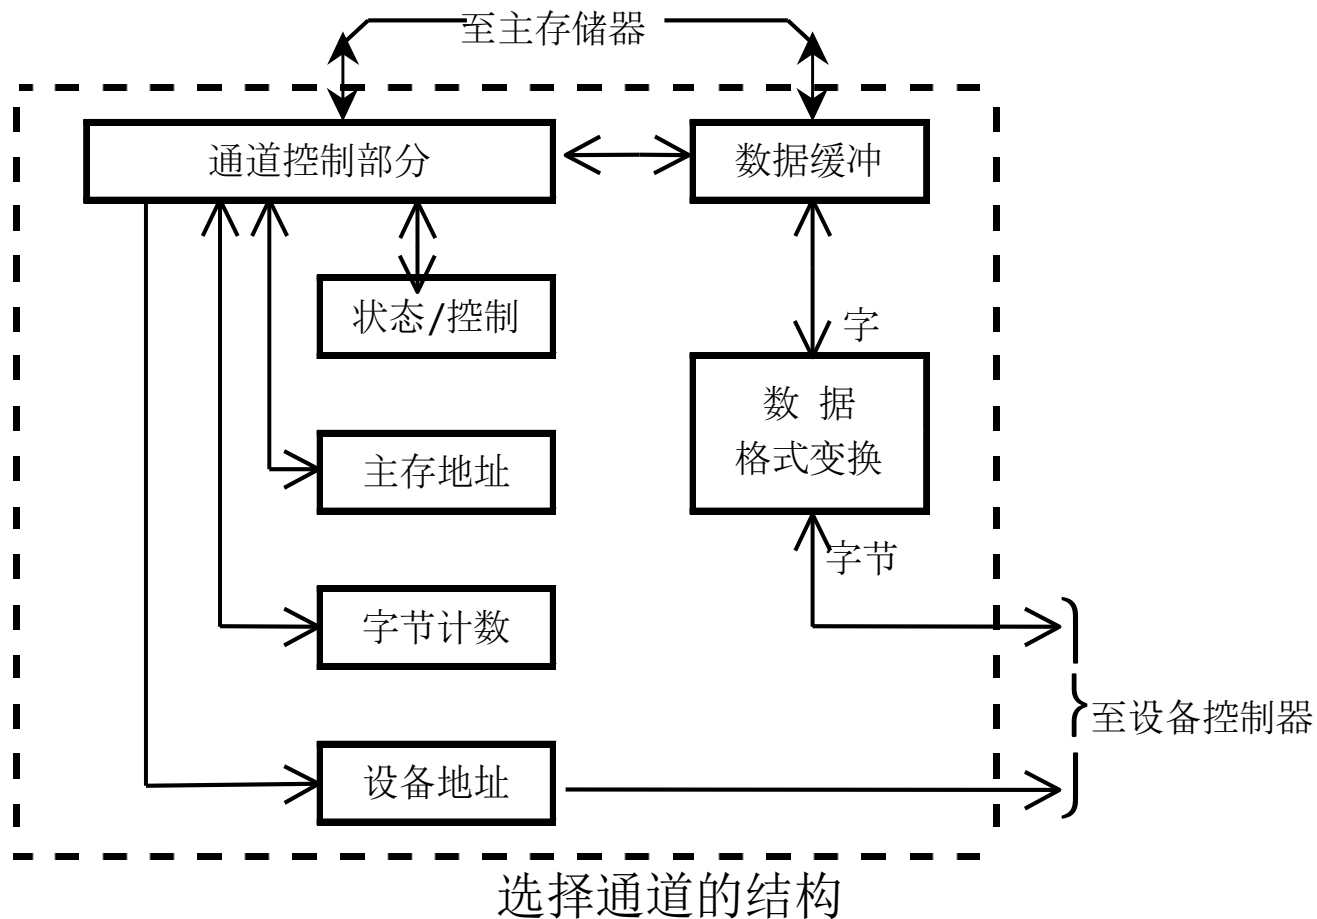 至主存储器
通道控制部分
数据缓冲
状态/控制
字
数 据
格式变换
主存地址
字节
字节计数
至设备控制器
设备地址
选择通道的结构